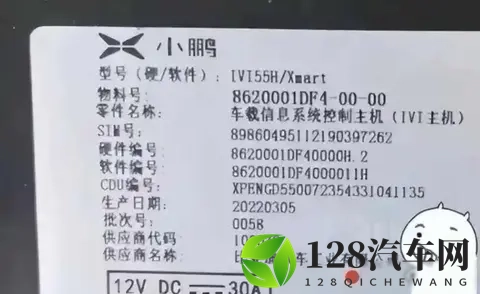 小鹏
型号(硬/软件): IVI55H/Xmart
物料号: 8620001DF4-00-00
零件名称: 车载信息系统控制主机(IVI主机)
SIM号: 89860495112190397262
硬件编号: 8620001DF40000H.2
软件编号: 8620001DF4000011H
CDU编号: XPENGD550072354331041135
生产日期: 20220305
批次号: 0058
供应商代码: 10
供应商名称:
车
12V DC 30A
128汽车网
128QICHEWANG